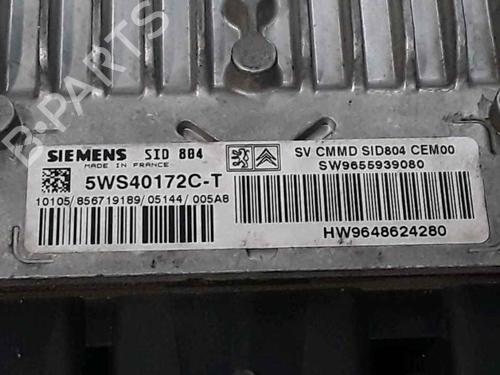 B-PARTS
SIEMENS SID 804
MADE IN FRANCE
SV CMMD SID804 CEM00
SW9655939080
5WS40172C-T
10105/856719189/05144/005A8
HW9648624280